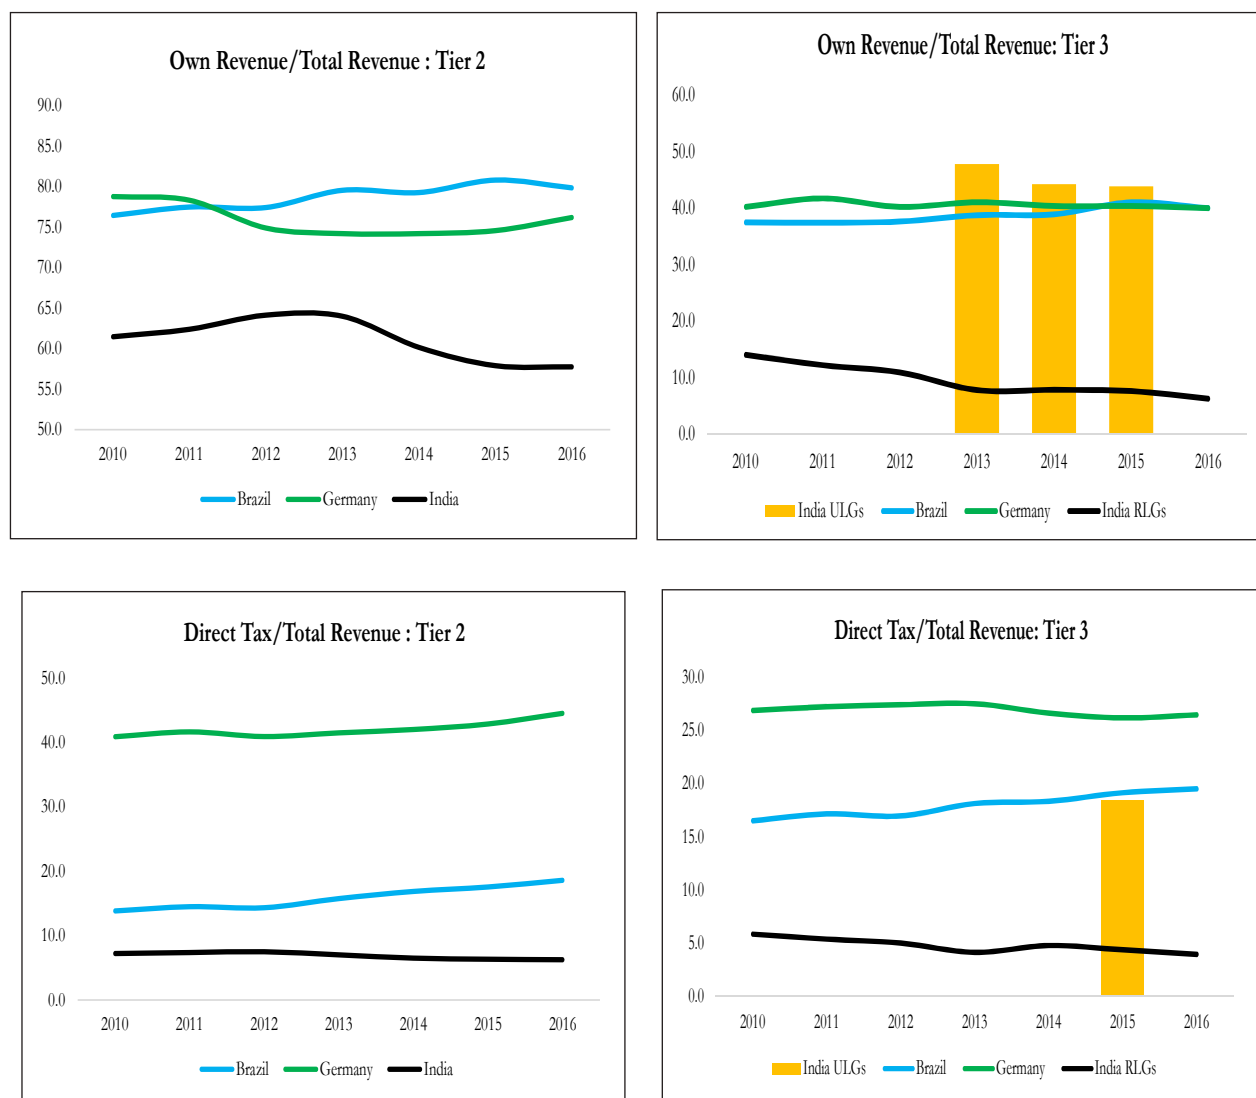 Own Revenue/Total Revenue : Tier 2
90.0
85.0
80.0
75.0
70.0
65.0
60.0
55.0
50.0
2010 2011 2012 2013 2014 2015 2016
Brazil Germany India
Own Revenue/Total Revenue: Tier 3
60.0
50.0
40.0
30.0
20.0
10.0
0.0
2010 2011 2012 2013 2014 2015 2016
India ULGs Brazil Germany India RLGs
Direct Tax/Total Revenue : Tier 2
50.0
40.0
30.0
20.0
10.0
0.0
2010 2011 2012 2013 2014 2015 2016
Brazil Germany India
Direct Tax/Total Revenue: Tier 3
30.0
25.0
20.0
15.0
10.0
5.0
0.0
2010 2011 2012 2013 2014 2015 2016
India ULGs Brazil Germany India RLGs